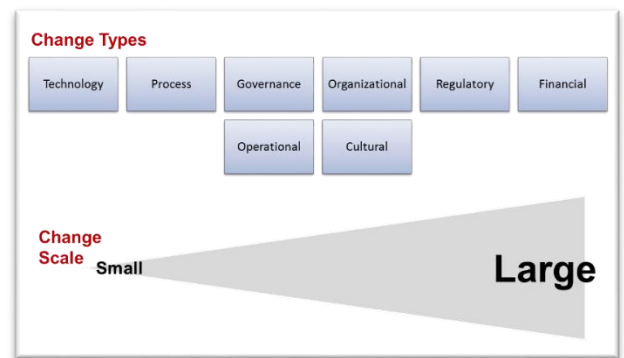 Change Types
Technology Process Governance Organizational Regulatory Financial
Operational Cultural
Change
Scale
Small
Large